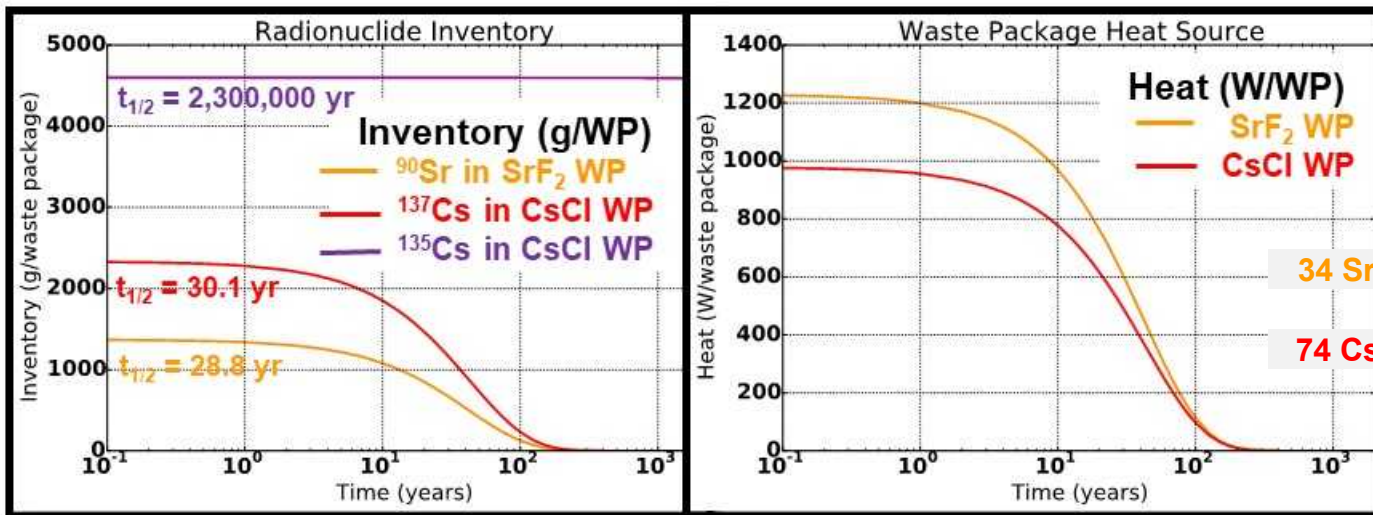 Radionuclide Inventory
5000
4000
3000
2000
1000
0
Inventory (g/waste package)
t1/2 = 2,300,000 yr
Inventory (g/WP)
90Sr in SrF2 WP
137Cs in CsCl WP
135Cs in CsCl WP
t1/2 = 30.1 yr
t1/2 = 28.8 yr
10-1 100 101 102 103
Time (years)
Waste Package Heat Source
1400
1200
1000
800
600
400
200
0
Heat (W/waste package)
Heat (W/WP)
SrF2 WP
CsCl WP
34 Sr
74 Cs
10-1 100 101 102 103
Time (years)